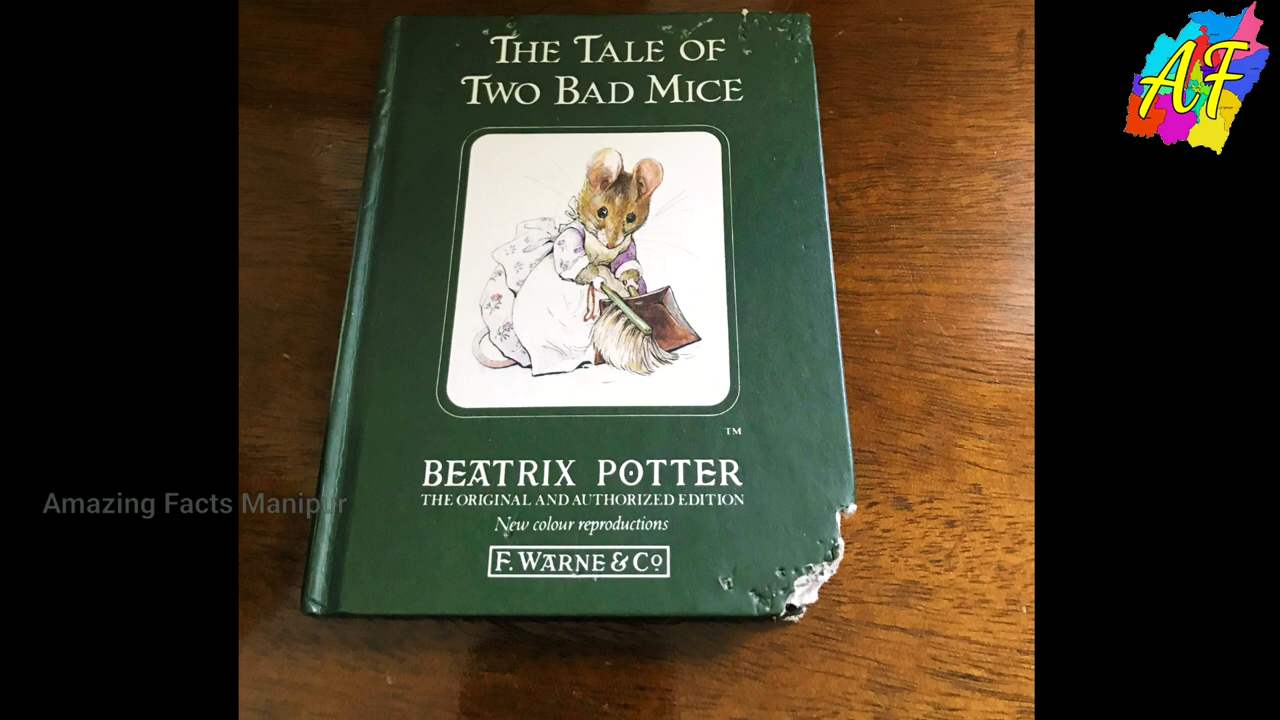 THE TALE OF
TWO BAD MICE
TM
BEATRIX POTTER
THE ORIGINAL AND AUTHORIZED EDITION
New colour reproductions
F. WARNE & Co
Amazing Facts Manipur
AF